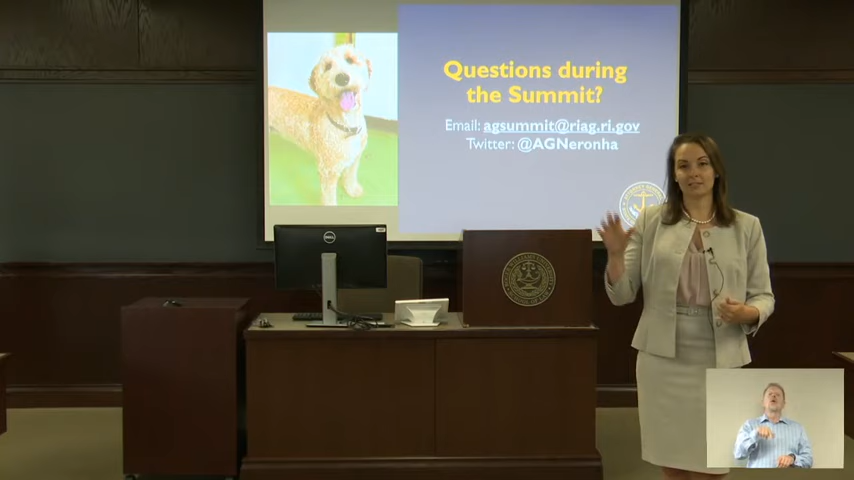 Questions during
the Summit?
Email: agsummit@riag.ri.gov
Twitter: @AGNeronha
DELL